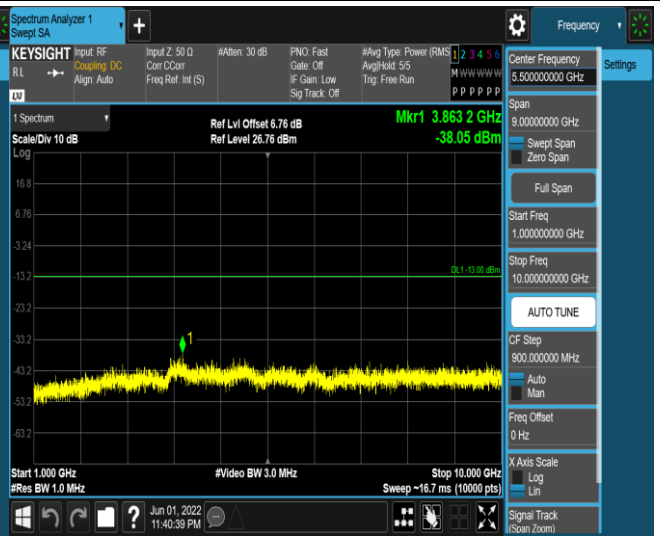 Spectrum Analyzer 1
Swept SA
+
Frequency
KEYSIGHT
RL
LXI
Input: RF
Coupling: DC
Align: Auto
Input Z: 50 Ω
Corr CCorr
Freq Ref: Int (S)
#Atten: 30 dB
PNO: Fast
Gate: Off
IF Gain: Low
Sig Track: Off
#Avg Type: Power (RMS
Avg|Hold: 5/5
Trig: Free Run
1 2 3 4 5 6
M W W W W W
P P P P P P
1 Spectrum
Scale/Div 10 dB
Log
Ref Lvl Offset 6.76 dB
Ref Level 26.76 dBm
Mkr1 3.863 2 GHz
-38.05 dBm
16.8
6.76
-3.24
-13.2
-23.2
-33.2
-43.2
-53.2
-63.2
DL1 -13.00 dBm
1
Start 1.000 GHz
#Res BW 1.0 MHz
#Video BW 3.0 MHz
Stop 10.000 GHz
Sweep ~16.7 ms (10000 pts)
?
Jun 01, 2022
11:40:39 PM
Center Frequency
5.500000000 GHz
Span
9.00000000 GHz
Swept Span
Zero Span
Full Span
Start Freq
1.000000000 GHz
Stop Freq
10.000000000 GHz
AUTO TUNE
CF Step
900.000000 MHz
Auto
Man
Freq Offset
0 Hz
X Axis Scale
Log
Lin
Signal Track
(Span Zoom)
Settings